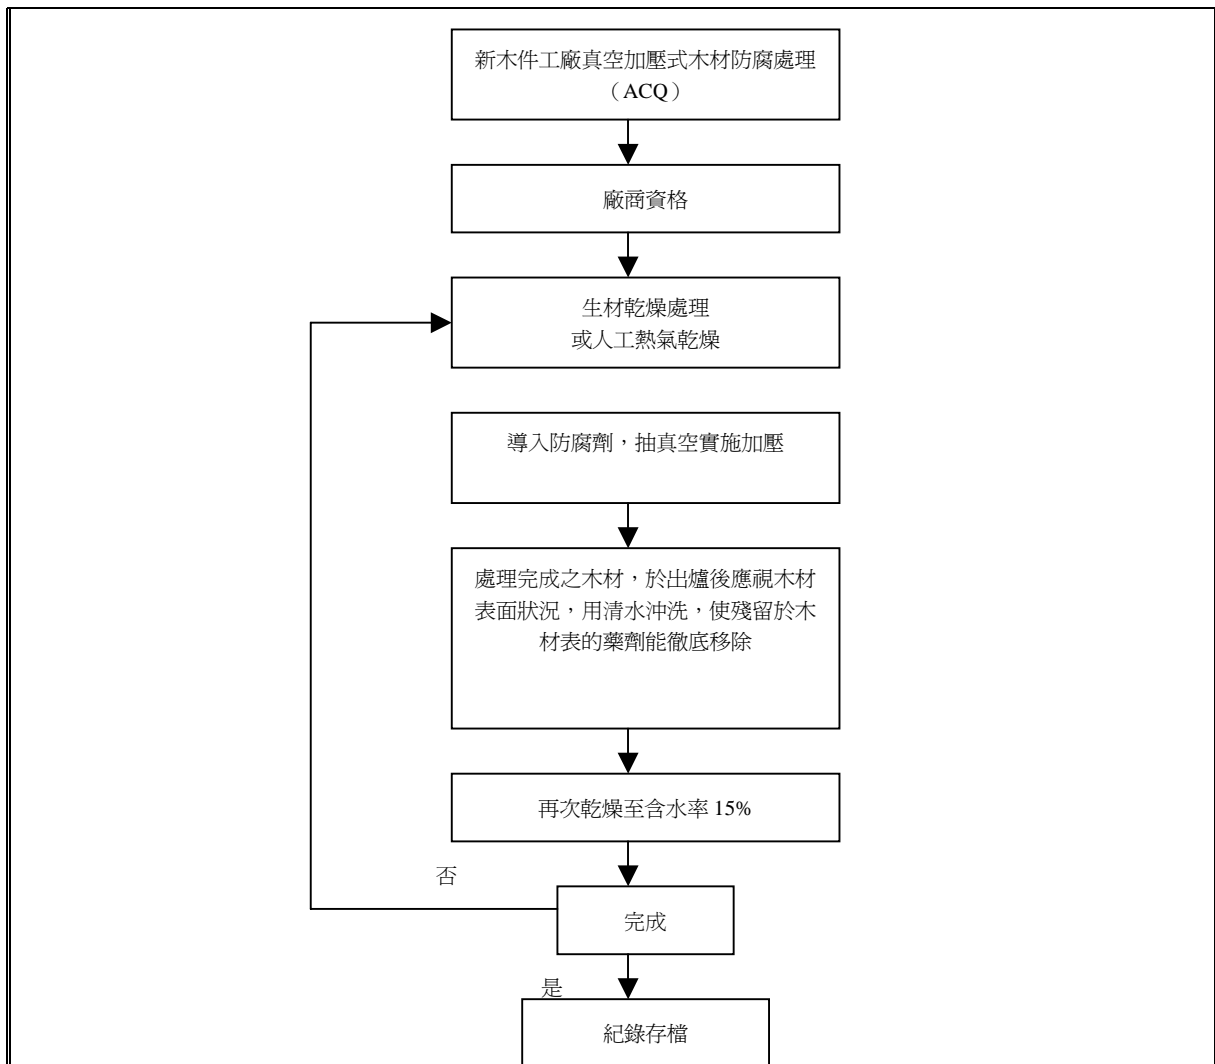 新木件工廠真空加壓式木材防腐處理
（ACQ）
廠商資格
生材乾燥處理
或人工熱氣乾燥
導入防腐劑，抽真空實施加壓
處理完成之木材，於出爐後應視木材
表面狀況，用清水沖洗，使殘留於木
材表的藥劑能徹底移除
再次乾燥至含水率 15%
否
完成
是
紀錄存檔